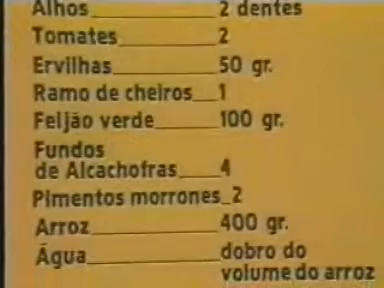 Alhos 2 dentes
Tomates 2
Ervilhas 50 gr.
Ramo de cheiros 1
Feijão verde 100 gr.
Fundos
de Alcachofras 4
Pimentos morrones 2
Arroz 400 gr.
Água dobro do
volume do arroz